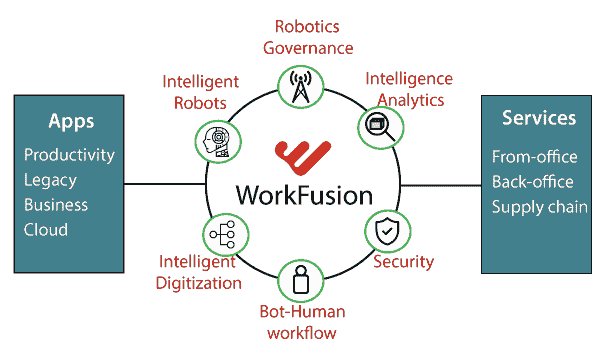 Robotics
Governance
Intelligent
Robots
Intelligence
Analytics
Apps
Productivity
Legacy
Business
Cloud
WorkFusion
Services
From-office
Back-office
Supply chain
Intelligent
Digitization
Security
Bot-Human
workflow